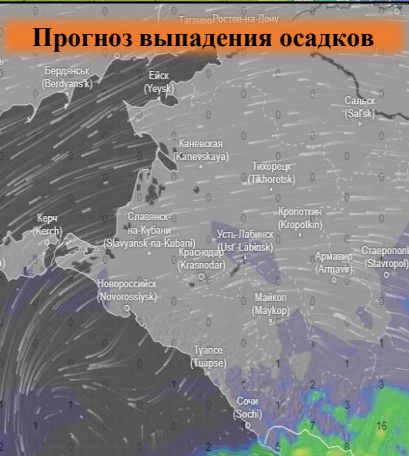 Таганрог Ростов-на-Дону
Прогноз выпадения осадков
Бердянськ
(Berdyans'k)
Ейск
(Yeysk)
Сальск
(Sal'sk)
Каневская
(Kanevskaya)
Тихорецк
(Tikhoretsk)
Керчь
(Kerch)
Славянск-
на-Кубани
(Slavyansk-na-Kubani)
Кропоткин
(Kropotkin)
Усть-Лабинск
(Ust'-Labinsk)
Краснодар
(Krasnodar)
Армавир
(Armavir)
Ставрополь
(Stavropol)
Новороссийск
(Novorossiysk)
Майкоп
(Maykop)
Туапсе
(Tuapse)
Сочи
(Sochi)
16